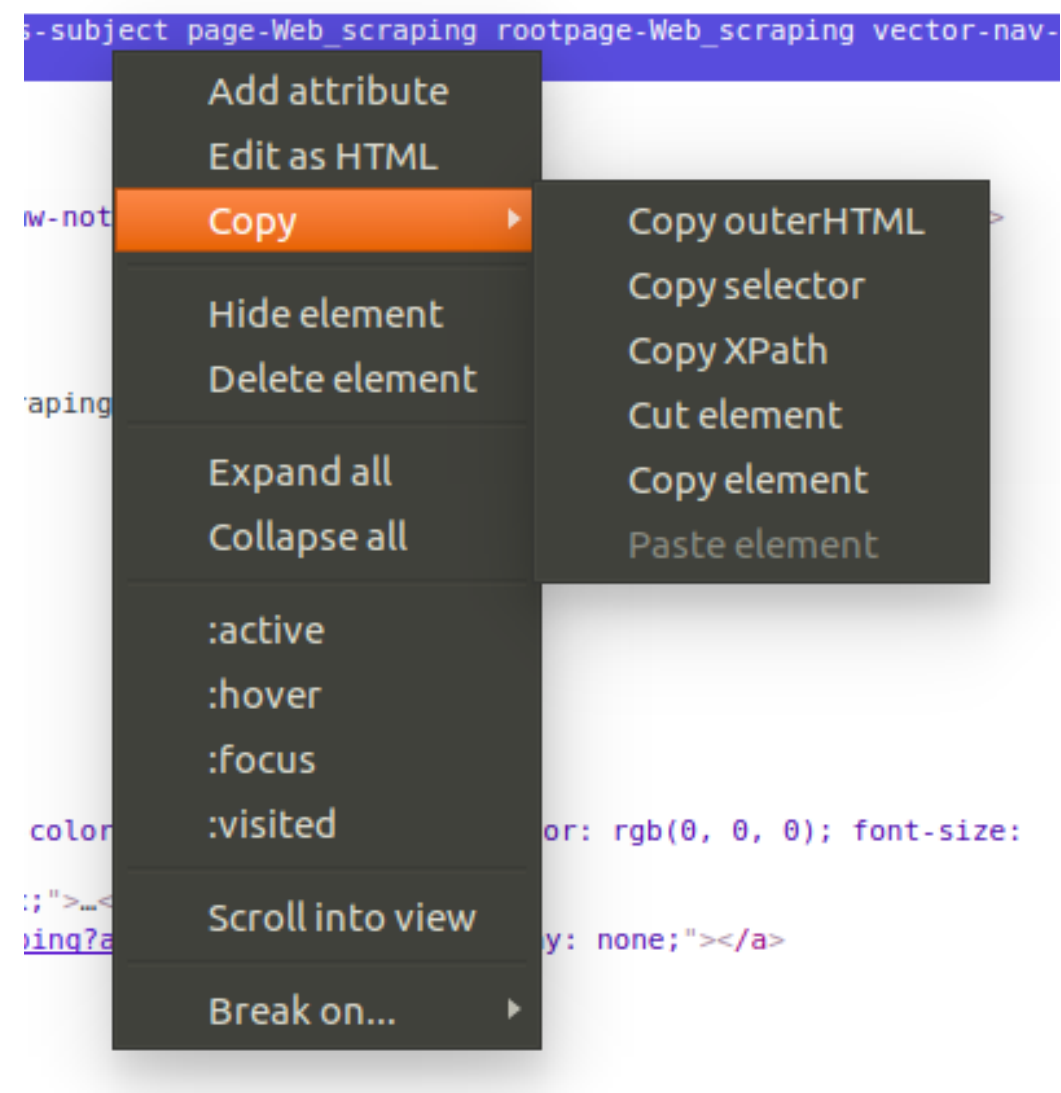 s-subject page-Web_scraping rootpage-Web_scraping vector-nav-
Add attribute
Edit as HTML
w-not
Copy
Copy outerHTML
>
Copy selector
Hide element
Copy XPath
Delete element
raping
Cut element
Expand all
Copy element
Collapse all
Paste element
:active
:hover
:focus
:visited
color
or: rgb(0, 0, 0); font-size:
;">…<
Scroll into view
ping?a
y: none;"></a>
Break on...